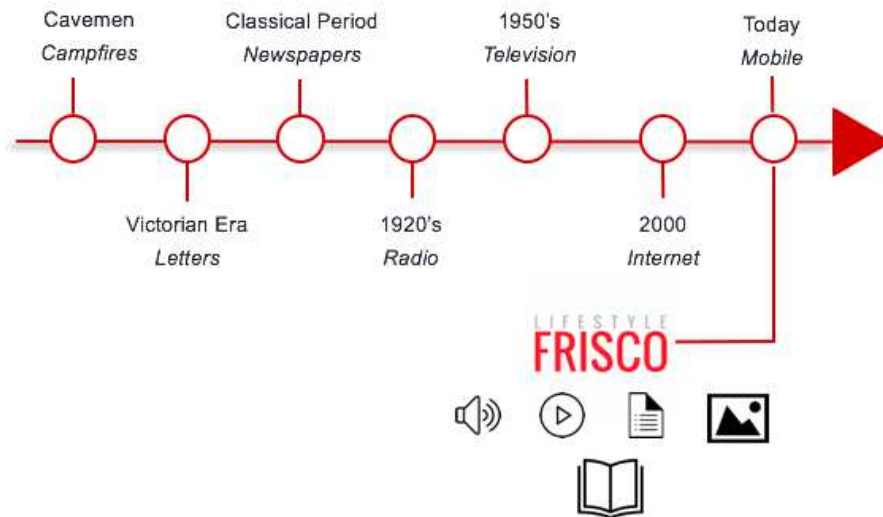 Cavemen
Campfires
Classical Period
Newspapers
1950's
Television
Today
Mobile
Victorian Era
Letters
1920's
Radio
2000
Internet
LIFESTYLE
FRISCO